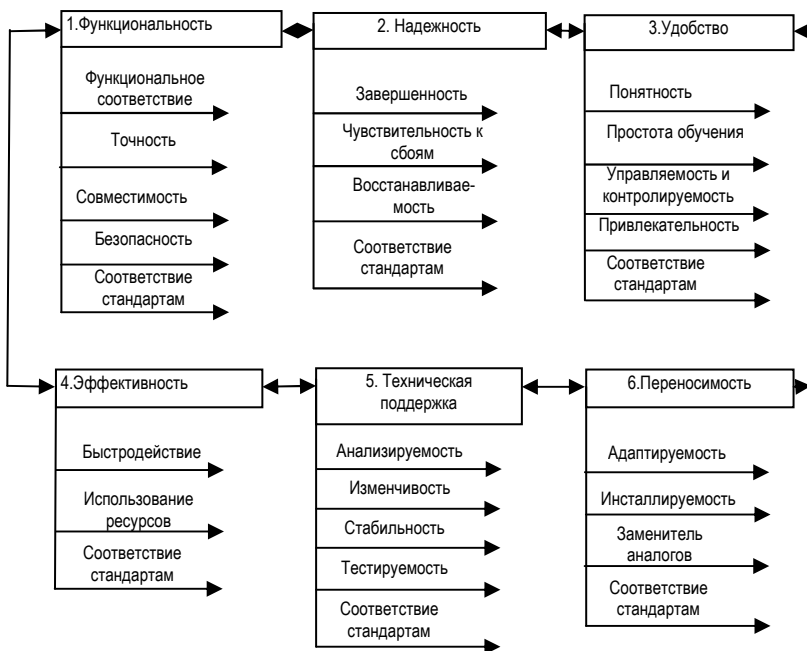 1.Функциональность
Функциональное
соответствие
Точность
Совместимость
Безопасность
Соответствие
стандартам
2. Надежность
Завершенность
Чувствительность к
сбоям
Восстанавливае-
мость
Соответствие
стандартам
3.Удобство
Понятность
Простота обучения
Управляемость и
контролируемость
Привлекательность
Соответствие
стандартам
4.Эффективность
Быстродействие
Использование
ресурсов
Соответствие
стандартам
5. Техническая
поддержка
Анализируемость
Изменчивость
Стабильность
Тестируемость
Соответствие
стандартам
6.Переносимость
Адаптируемость
Инсталлируемость
Заменитель
аналогов
Соответствие
стандартам